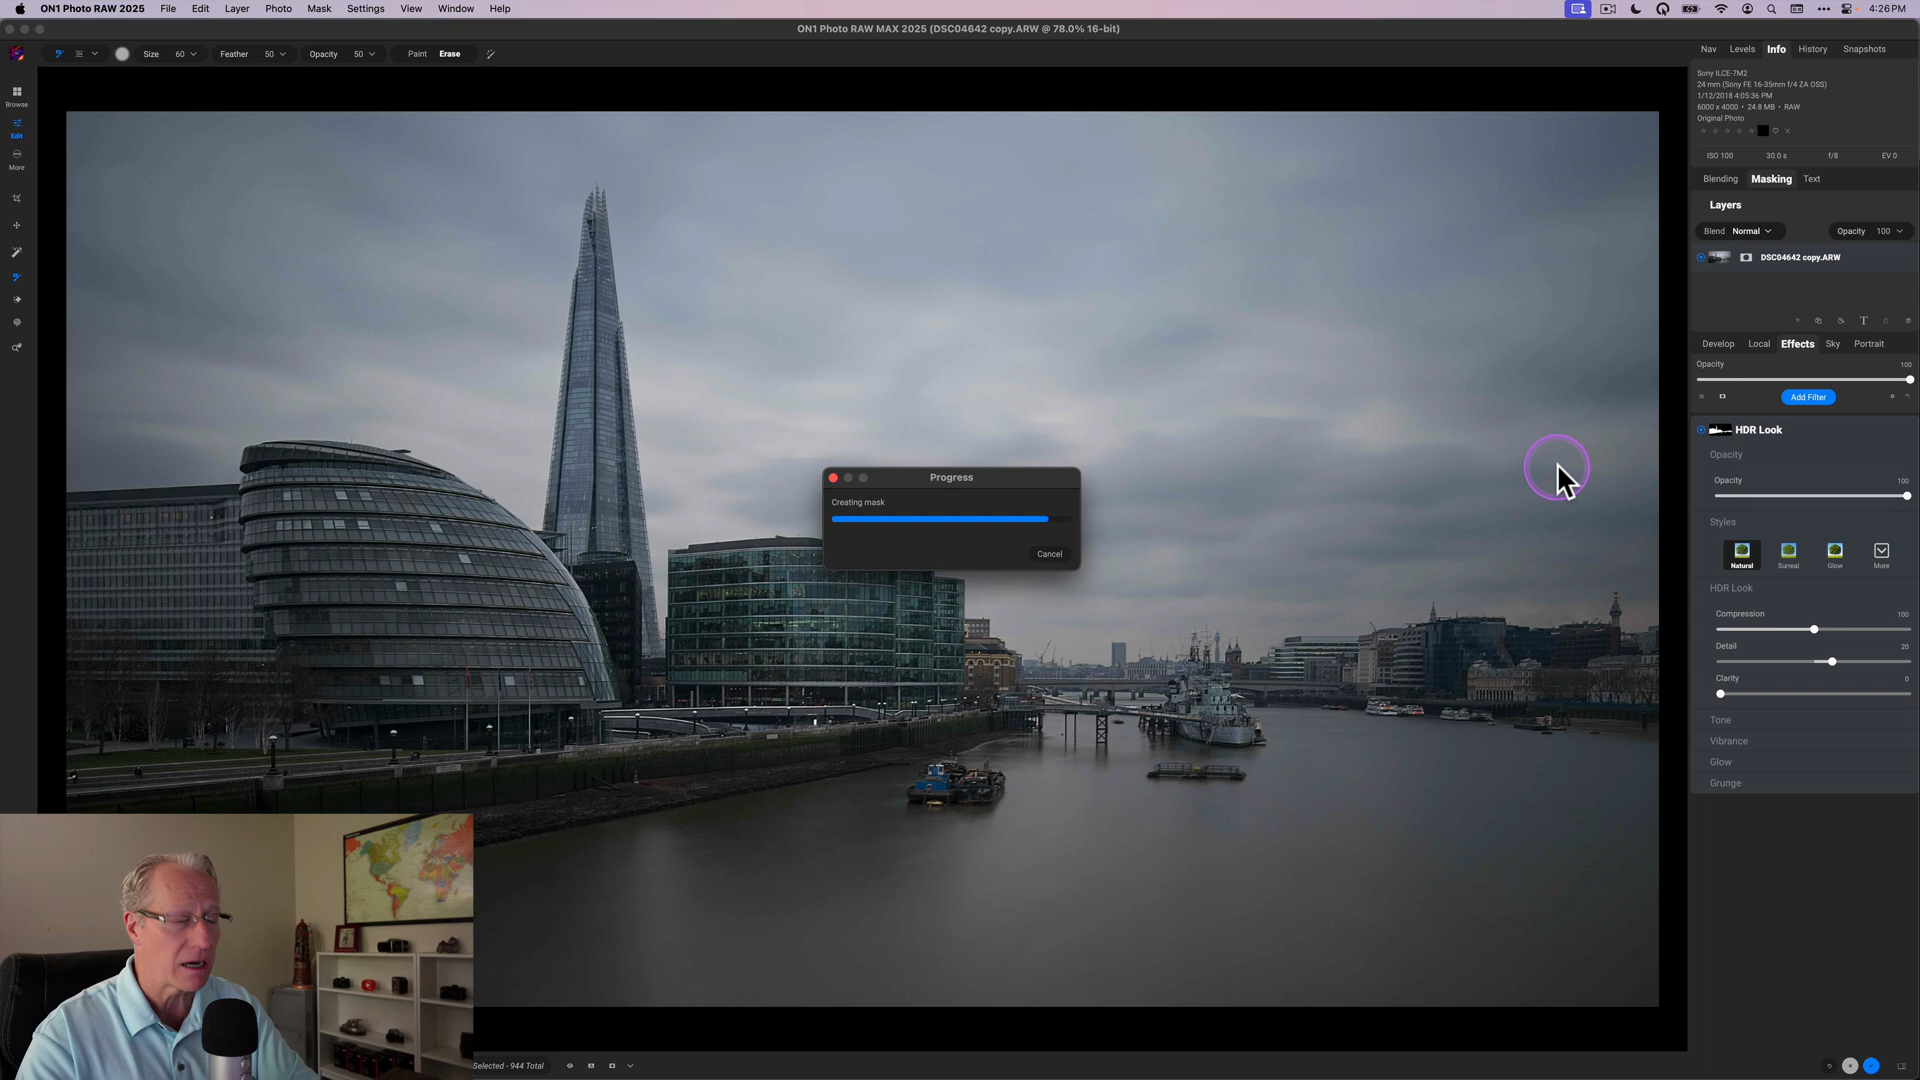 ON1 Photo RAW 2025 File Edit Layer Photo Mask Settings View Window Help 4:26 PM
ON1 Photo RAW MAX 2025 (DSC04642 copy.ARW @ 78.0% 16-bit)
Size 60 Feather 50 Opacity 50 Paint Erase
Browse
Edit
More
Nav Levels Info History Snapshots
Sony ILCE-7M2
24 mm (Sony FE 16-35mm f/4 ZA OSS)
1/12/2018 4:05:36 PM
6000 x 4000 • 24.8 MB • RAW
Original Photo
ISO 100 30.0 s f/8 EV 0
Blending Masking Text
Layers
Blend Normal Opacity 100
DSC04642 copy.ARW
Develop Local Effects Sky Portrait
Opacity 100
Add Filter
HDR Look
Opacity
Opacity 100
Styles
Natural Surreal Glow More
HDR Look
Compression 100
Detail 20
Clarity 0
Tone
Vibrance
Glow
Grunge
Progress
Creating mask
Cancel
Selected - 944 Total